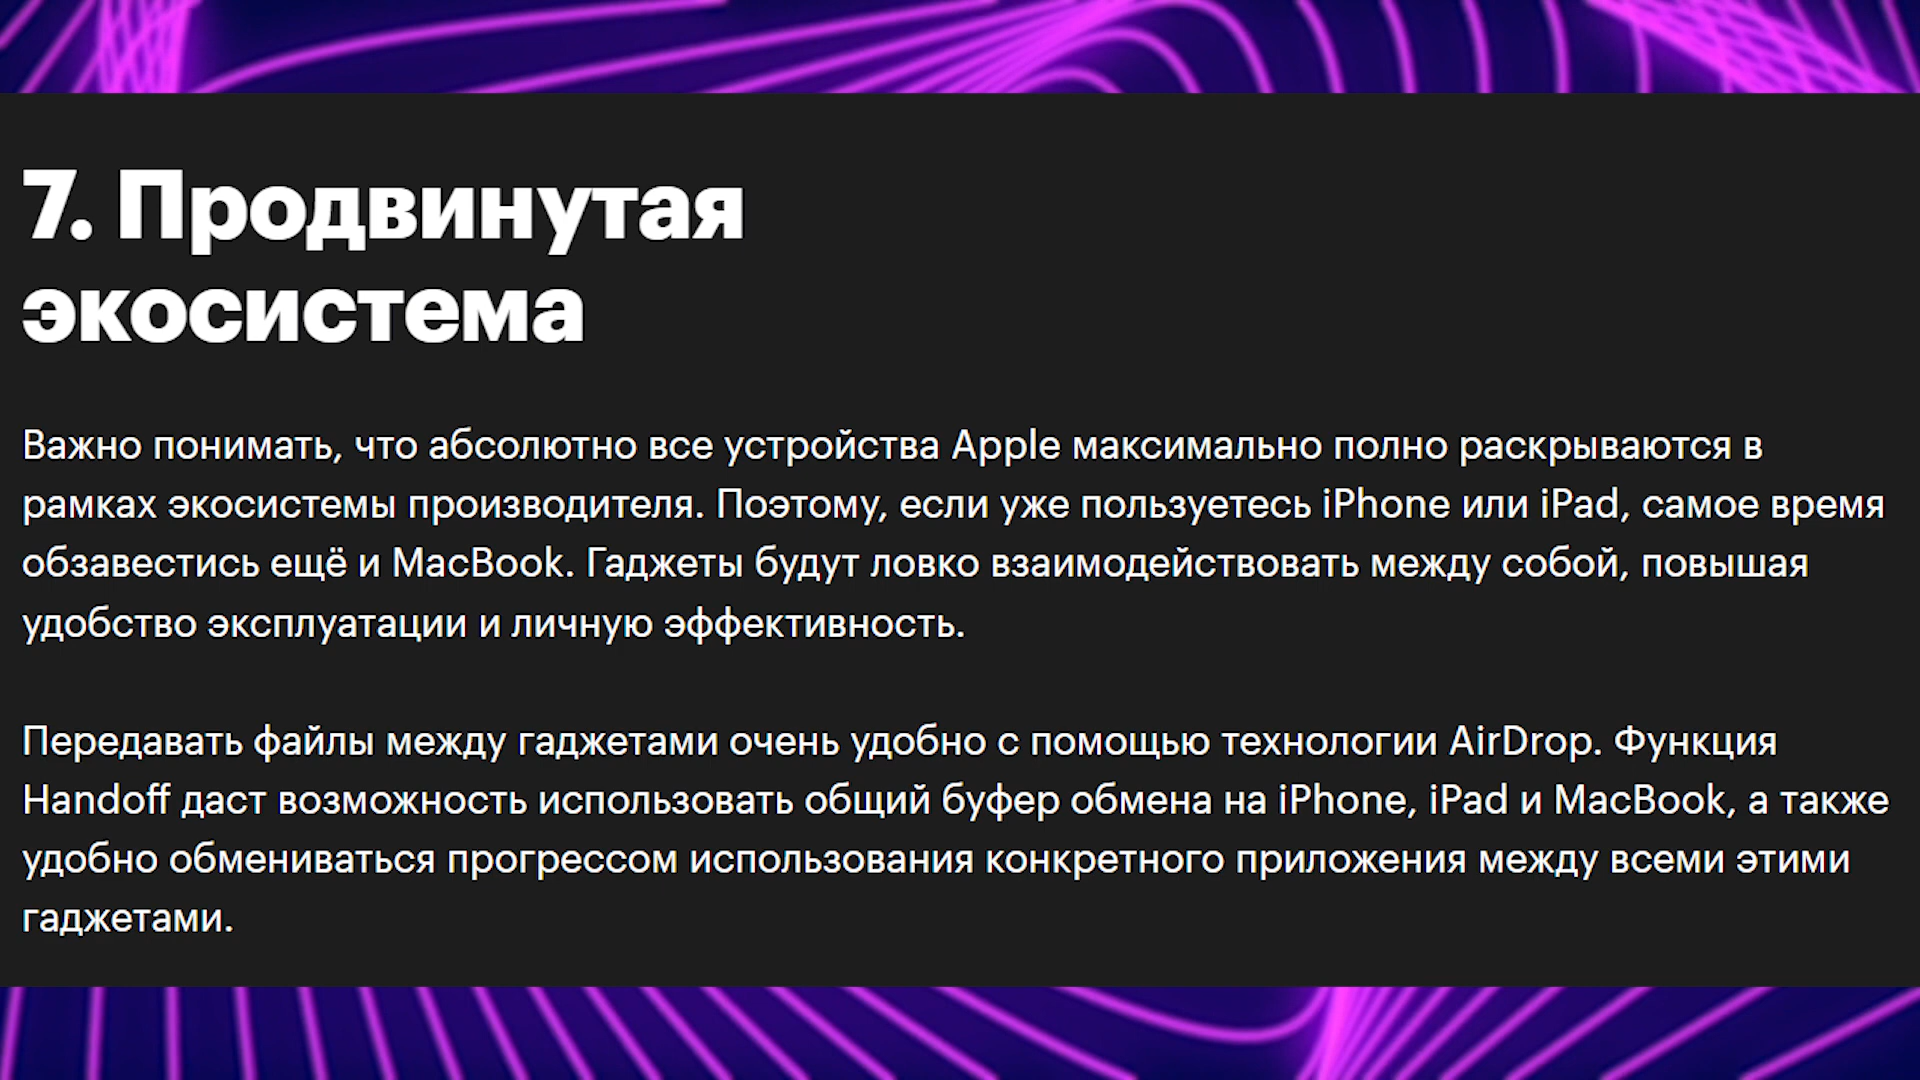 7. Продвинутая
экосистема
Важно понимать, что абсолютно все устройства Apple максимально полно раскрываются в
рамках экосистемы производителя. Поэтому, если уже пользуетесь iPhone или iPad, самое время
обзавестись ещё и MacBook. Гаджеты будут ловко взаимодействовать между собой, повышая
удобство эксплуатации и личную эффективность.
Передавать файлы между гаджетами очень удобно с помощью технологии AirDrop. Функция
Handoff даст возможность использовать общий буфер обмена на iPhone, iPad и MacBook, а также
удобно обмениваться прогрессом использования конкретного приложения между всеми этими
гаджетами.